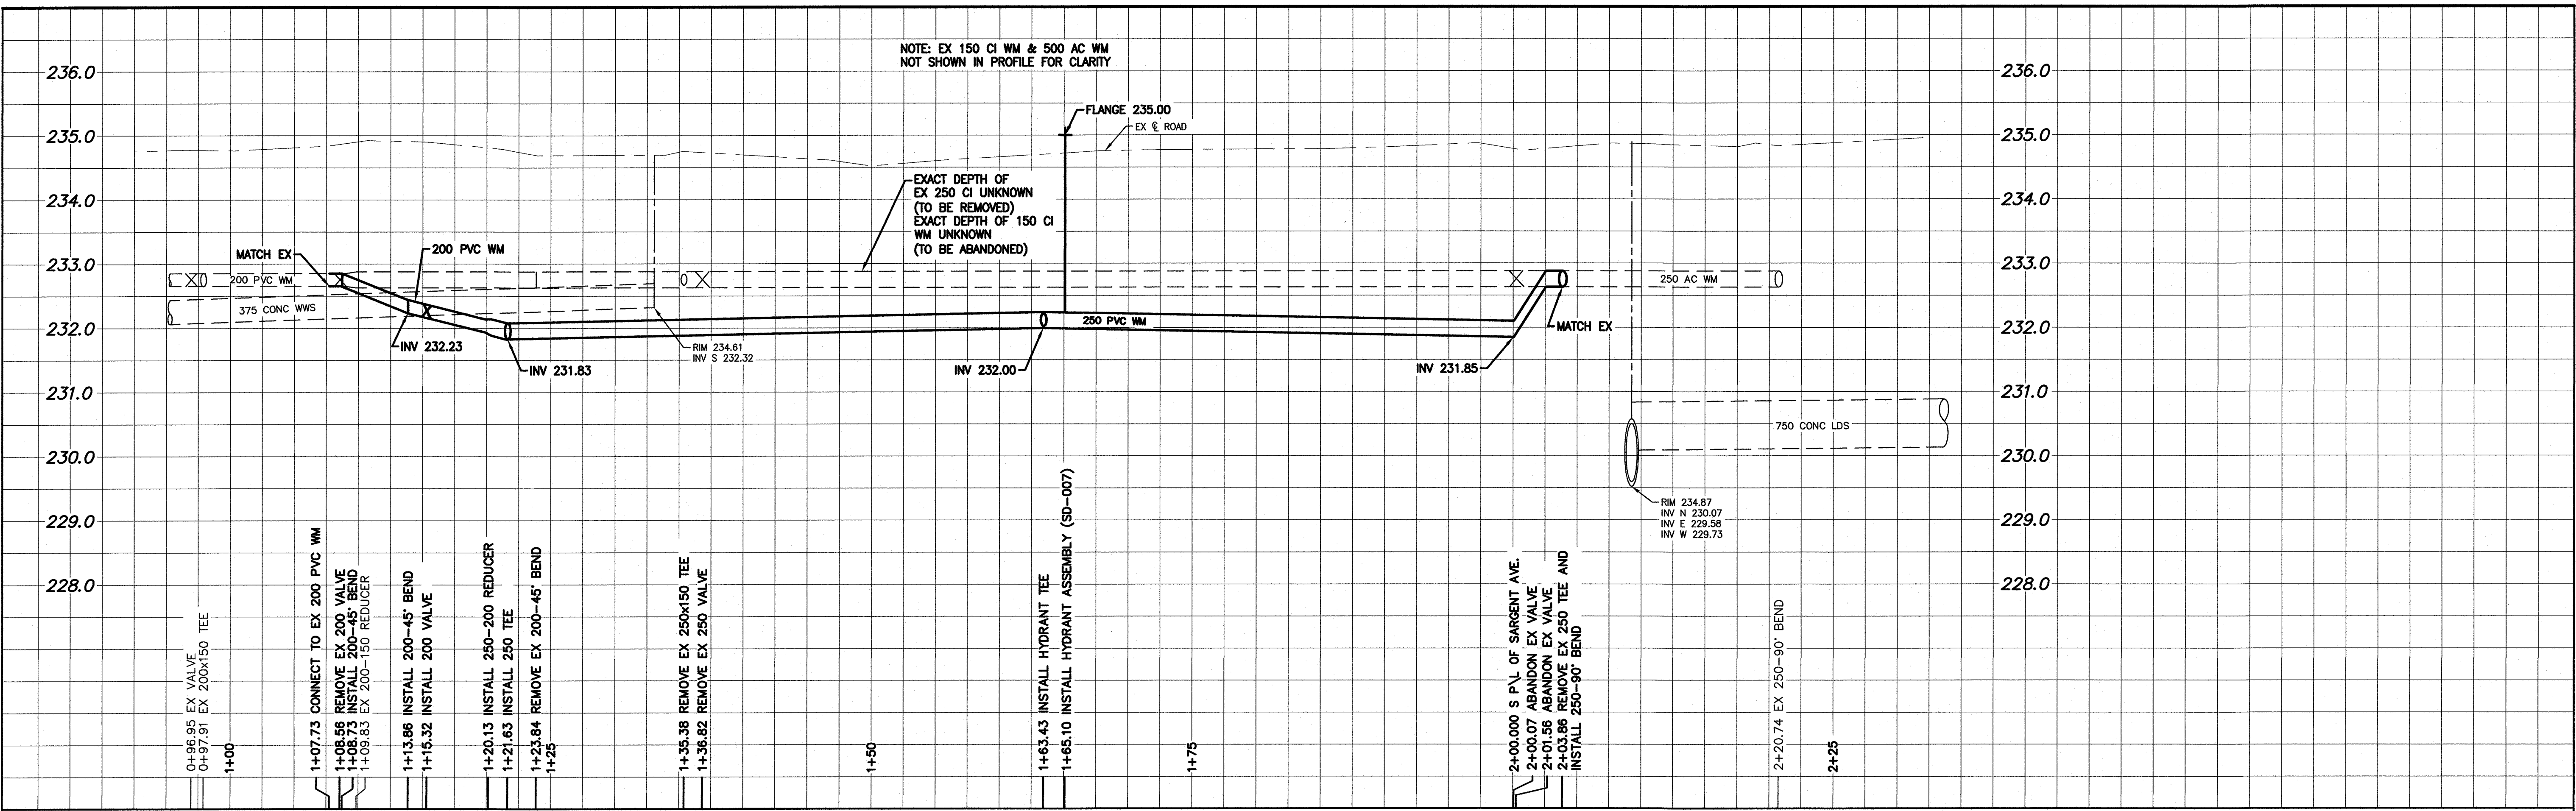 NOTE: EX 150 CI WM & 500 AC WM
NOT SHOWN IN PROFILE FOR CLARITY
236.0
236.0
FLANGE 235.00
EX ℄ ROAD
235.0
235.0
EXACT DEPTH OF
EX 250 CI UNKNOWN
(TO BE REMOVED)
EXACT DEPTH OF 150 CI
WM UNKNOWN
(TO BE ABANDONED)
234.0
234.0
MATCH EX
200 PVC WM
233.0
233.0
200 PVC WM
250 AC WM
375 CONC WWS
250 PVC WM
232.0
232.0
MATCH EX
INV 232.23
RIM 234.61
INV S 232.32
INV 231.83
INV 232.00
INV 231.85
231.0
231.0
750 CONC LDS
230.0
230.0
RIM 234.87
INV N 230.07
INV E 229.58
INV W 229.73
229.0
229.0
228.0
228.0
0+96.95 EX VALVE
0+97.91 EX 200x150 TEE
1+00
1+07.73 CONNECT TO EX 200 PVC WM
1+08.56 REMOVE EX 200 VALVE
1+08.73 INSTALL 200-45° BEND
1+09.83 EX 200-150 REDUCER
1+13.86 INSTALL 200-45° BEND
1+15.32 INSTALL 200 VALVE
1+20.13 INSTALL 250-200 REDUCER
1+21.63 INSTALL 250 TEE
1+23.84 REMOVE EX 200-45° BEND
1+25
1+35.38 REMOVE EX 250x150 TEE
1+36.82 REMOVE EX 250 VALVE
1+50
1+63.43 INSTALL HYDRANT TEE
1+65.10 INSTALL HYDRANT ASSEMBLY (SD-007)
1+75
2+00.000 S P\L OF SARGENT AVE.
2+00.07 ABANDON EX VALVE
2+01.56 ABANDON EX VALVE
2+03.86 REMOVE EX 250 TEE AND
INSTALL 250-90° BEND
2+20.74 EX 250-90° BEND
2+25